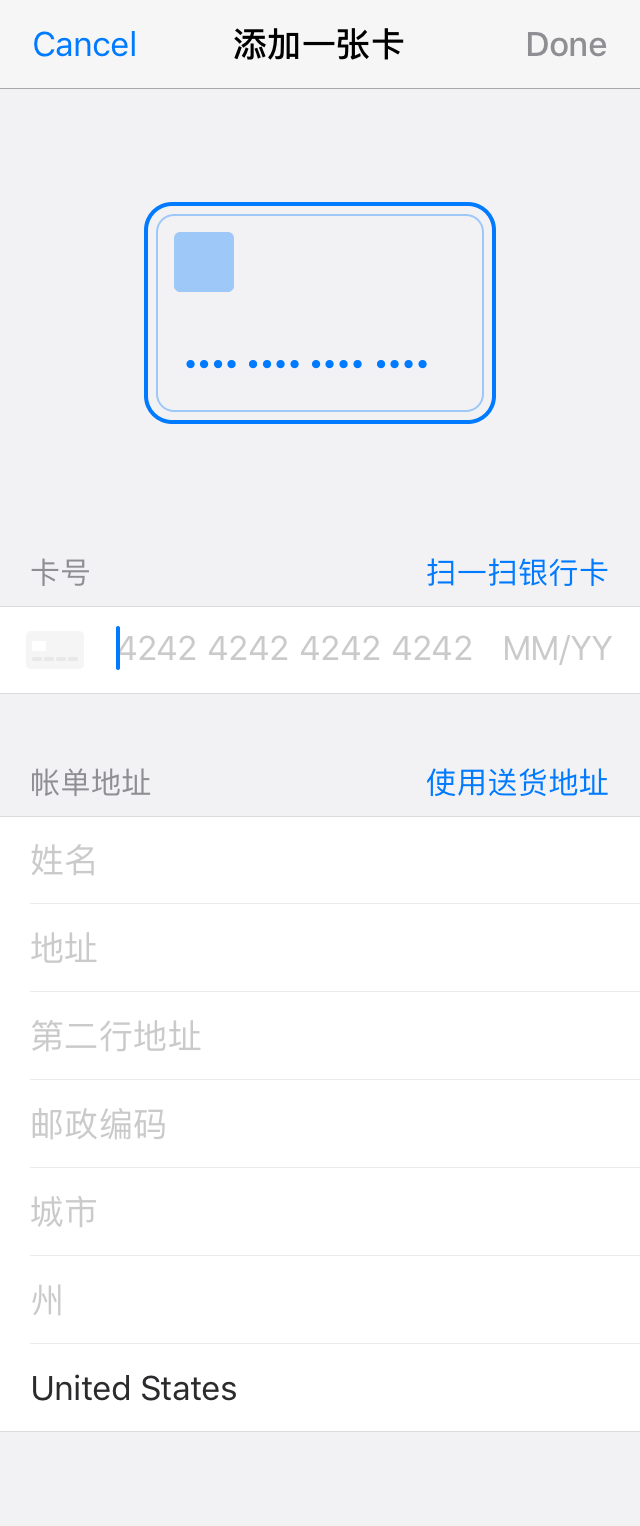 Cancel 添加一张卡 Done
•••• •••• •••• ••••
卡号 扫一扫银行卡
4242 4242 4242 4242 MM/YY
帐单地址 使用送货地址
姓名
地址
第二行地址
邮政编码
城市
州
United States